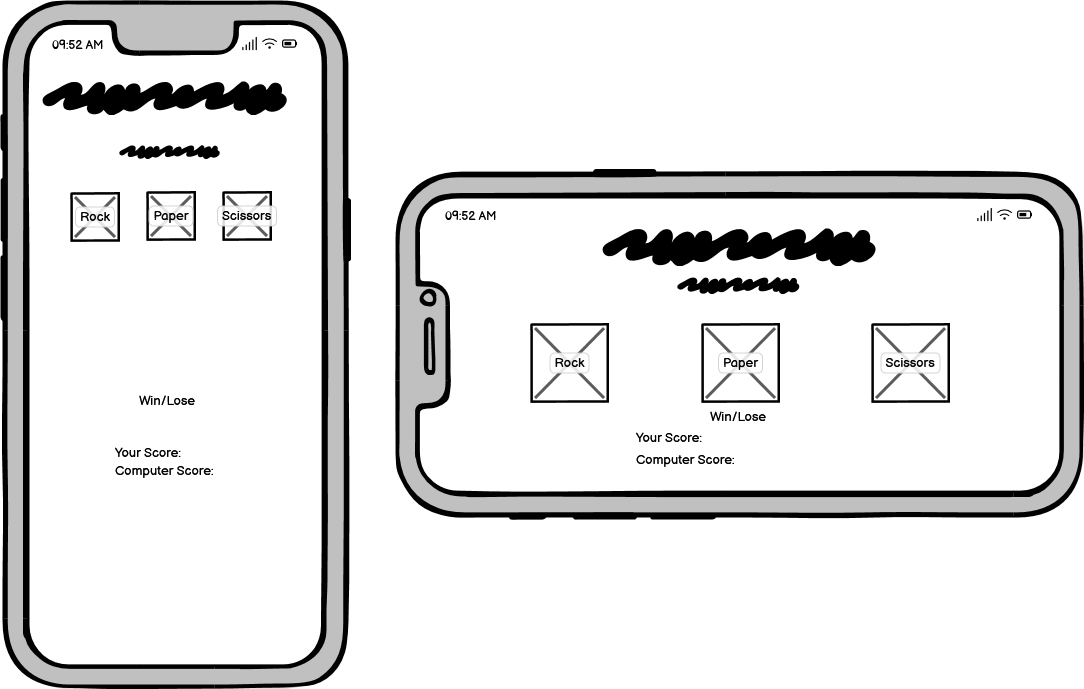 09:52 AM
Rock
Paper
Scissors
Win/Lose
Your Score:
Computer Score:
09:52 AM
Rock
Paper
Scissors
Win/Lose
Your Score:
Computer Score: